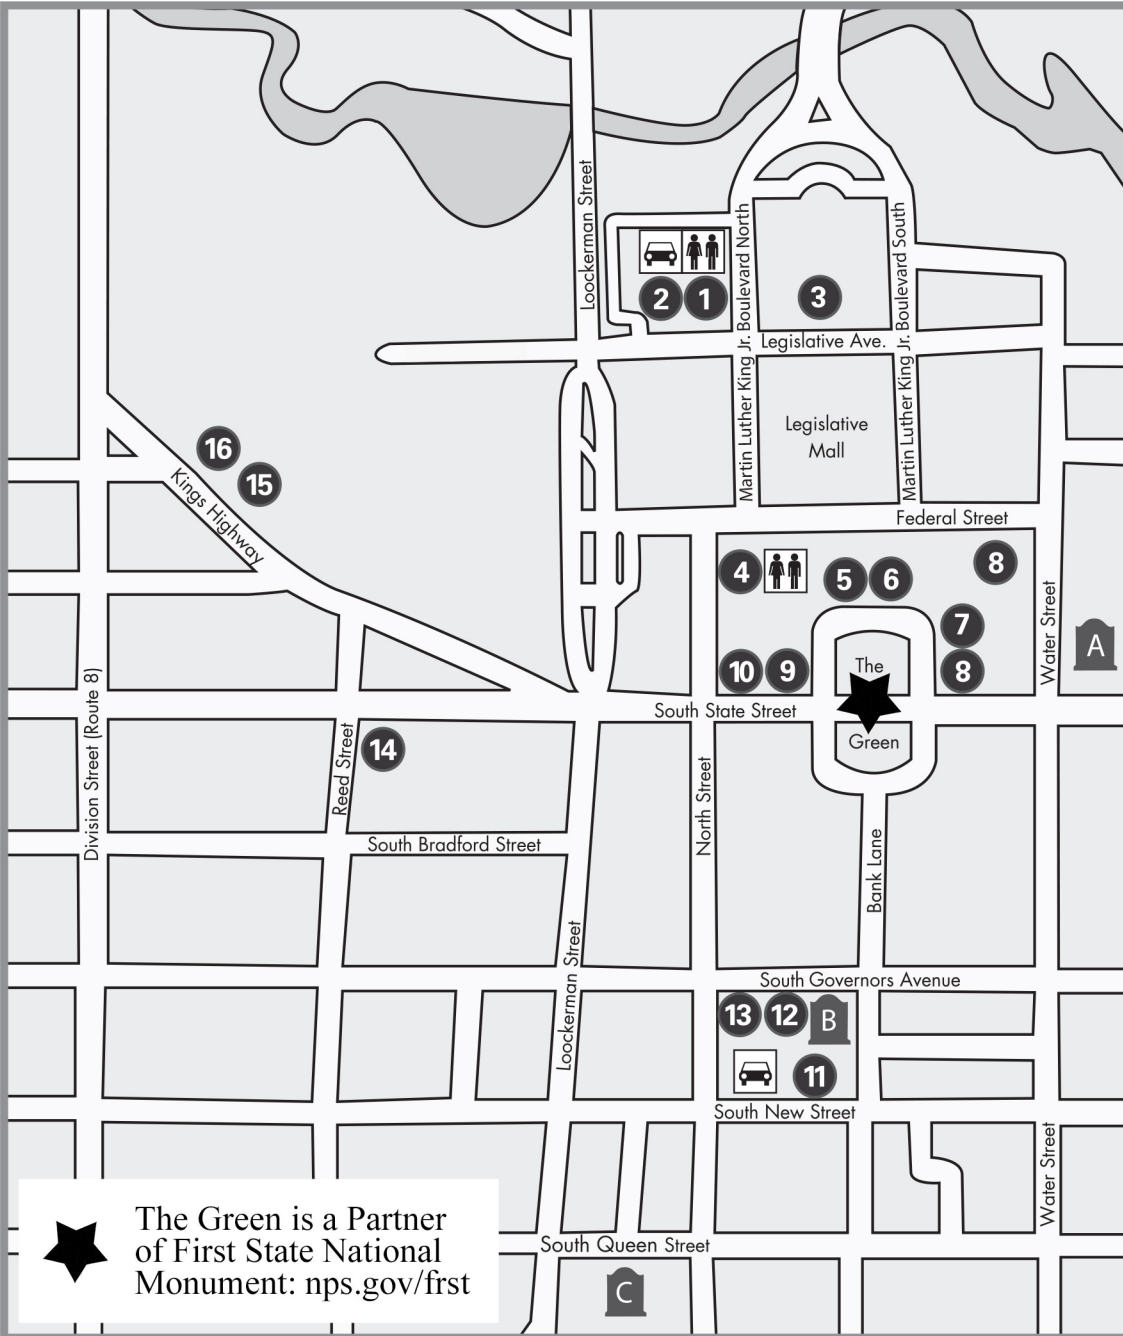 Loockerman Street
Martin Luther King Jr. Boulevard North
Martin Luther King Jr. Boulevard South
2
1
3
Legislative Ave.
Legislative
Mall
16
15
Kings Highway
Federal Street
4
5
6
8
7
8
10
9
Water Street
A
The
Green
South State Street
Division Street (Route 8)
Reed Street
14
North Street
South Bradford Street
Bank Lane
Loockerman Street
South Governors Avenue
13
12
B
11
South New Street
Water Street
South Queen Street
C
The Green is a Partner
of First State National
Monument: nps.gov/frst